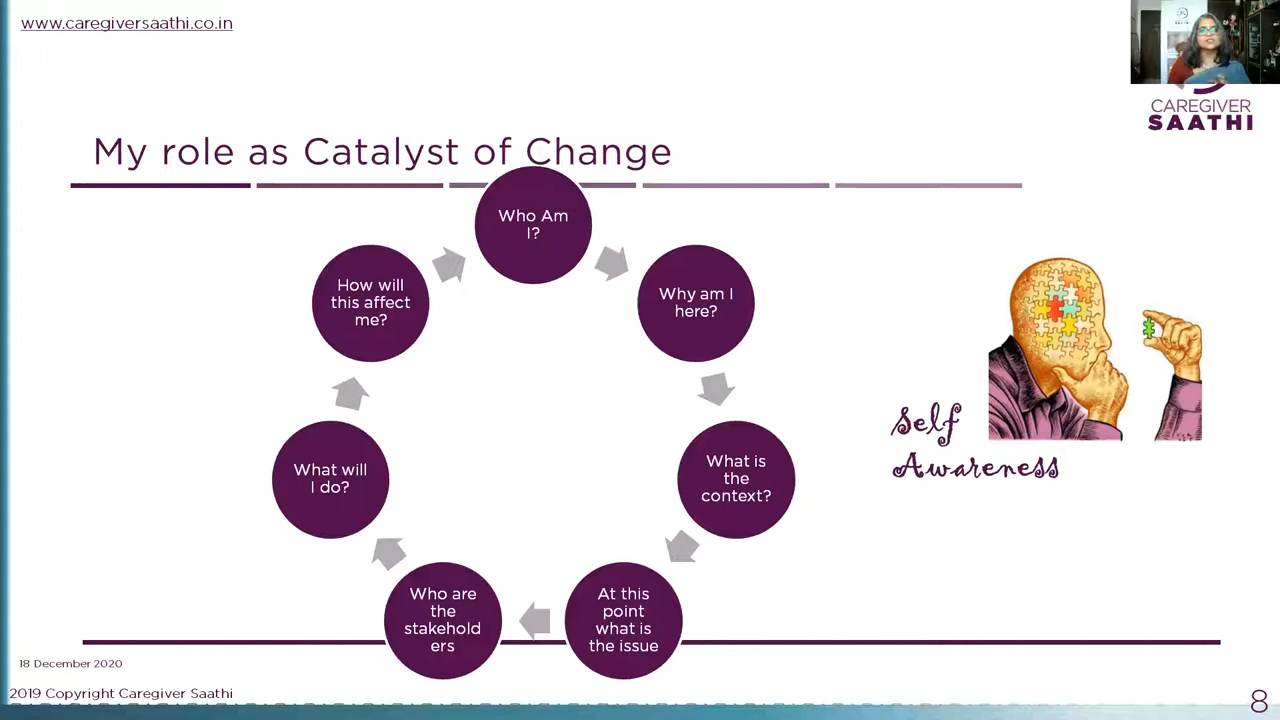 www.caregiversaathi.co.in
CAREGIVER
SAATHI
My role as Catalyst of Change
Who Am
I?
Why am I
here?
What is
the
context?
At this
point
what is
the issue
Who are
the
stakehold
ers
What will
I do?
How will
this affect
me?
Self
Awareness
18 December 2020
2019 Copyright Caregiver Saathi
8